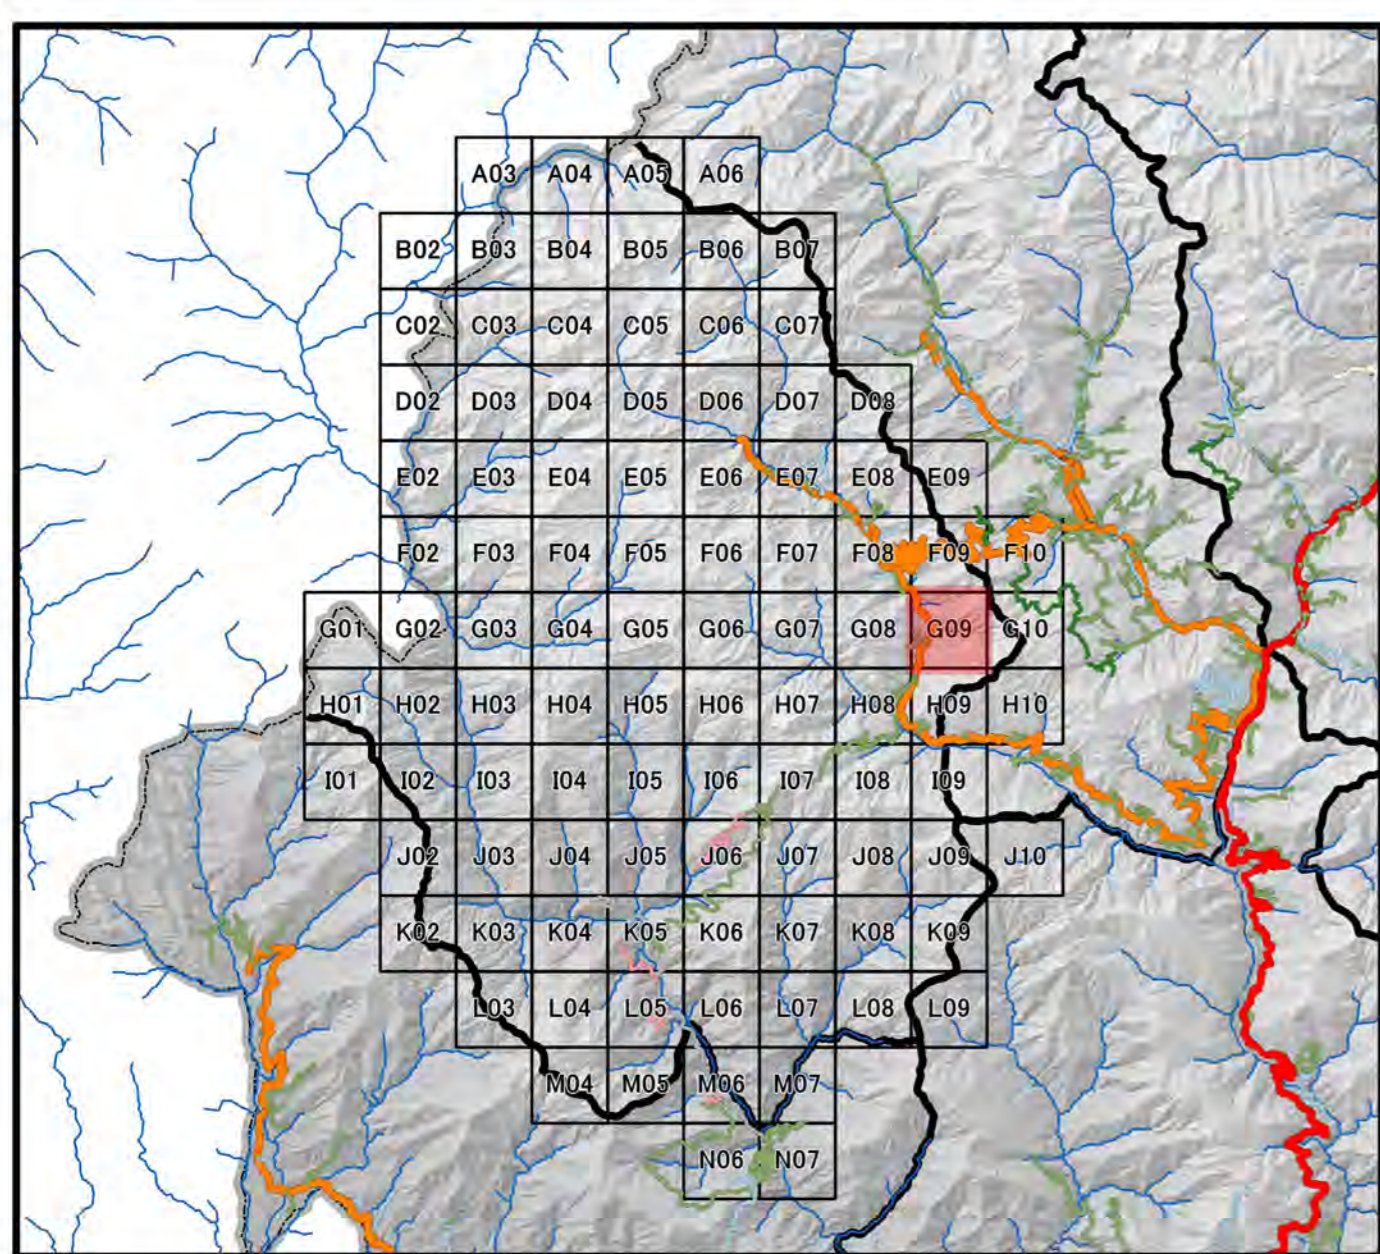 A03 A04 A05 A06
B02 B03 B04 B05 B06 B07
C02 C03 C04 C05 C06 C07
D02 D03 D04 D05 D06 D07 D08
E02 E03 E04 E05 E06 E07 E08 E09
F02 F03 F04 F05 F06 F07 F08 F09 F10
G01 G02 G03 G04 G05 G06 G07 G08 G09 G10
H01 H02 H03 H04 H05 H06 H07 H08 H09 H10
I01 I02 I03 I04 I05 I06 I07 I08 I09
J02 J03 J04 J05 J06 J07 J08 J09 J10
K02 K03 K04 K05 K06 K07 K08 K09
L03 L04 L05 L06 L07 L08 L09
M04 M05 M06 M07
N06 N07